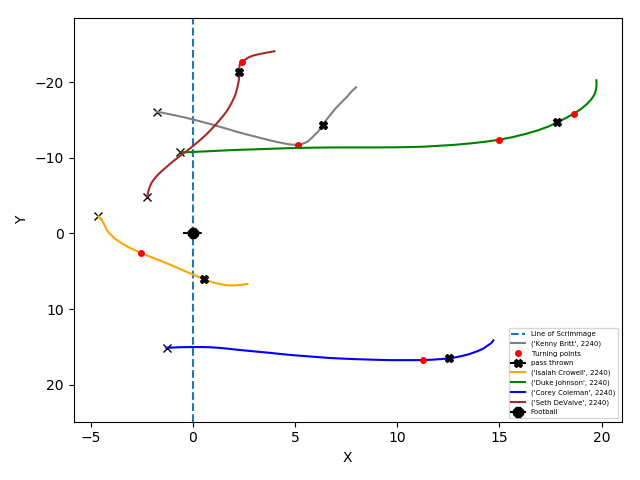 −20
−10
0
10
20
Y
−5
0
5
10
15
20
X
Line of Scrimmage
('Kenny Britt', 2240)
Turning points
pass thrown
('Isaiah Crowell', 2240)
('Duke Johnson', 2240)
('Corey Coleman', 2240)
('Seth DeValve', 2240)
Football